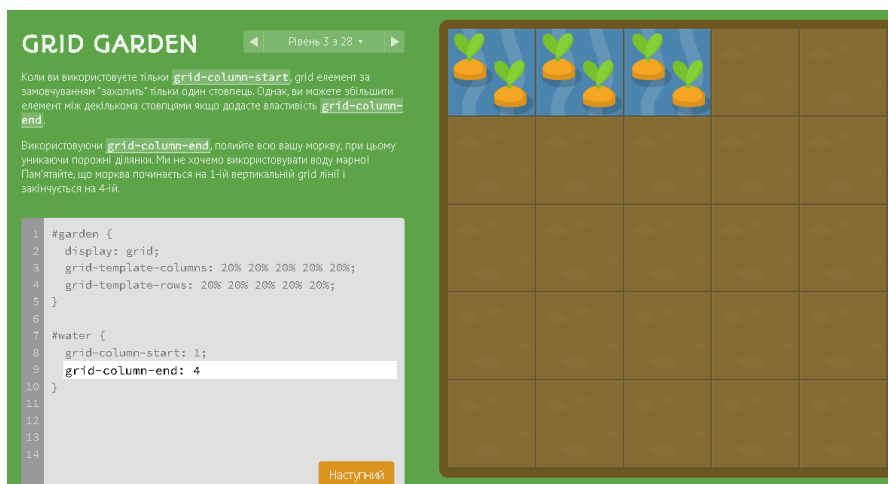 GRID GARDEN
Рівень 3 з 28
Коли ви використовуєте тільки grid-column-start, grid елемент за
замовчуванням "захопить" тільки один стовпець. Однак, ви можете збільшити
елемент між декількома стовпцями якщо додасте властивість grid-column-
end.
Використовуючи grid-column-end, полийте всю вашу моркву, при цьому
уникаючи порожні ділянки. Ми не хочемо використовувати воду марно!
Пам'ятайте, що морква починається на 1-ій вертикальній grid лінії і
закінчується на 4-ій.
1 #garden {
2 display: grid;
3 grid-template-columns: 20% 20% 20% 20% 20%;
4 grid-template-rows: 20% 20% 20% 20% 20%;
5 }
6
7 #water {
8 grid-column-start: 1;
9 grid-column-end: 4
10 }
11
12
13
14
Наступний